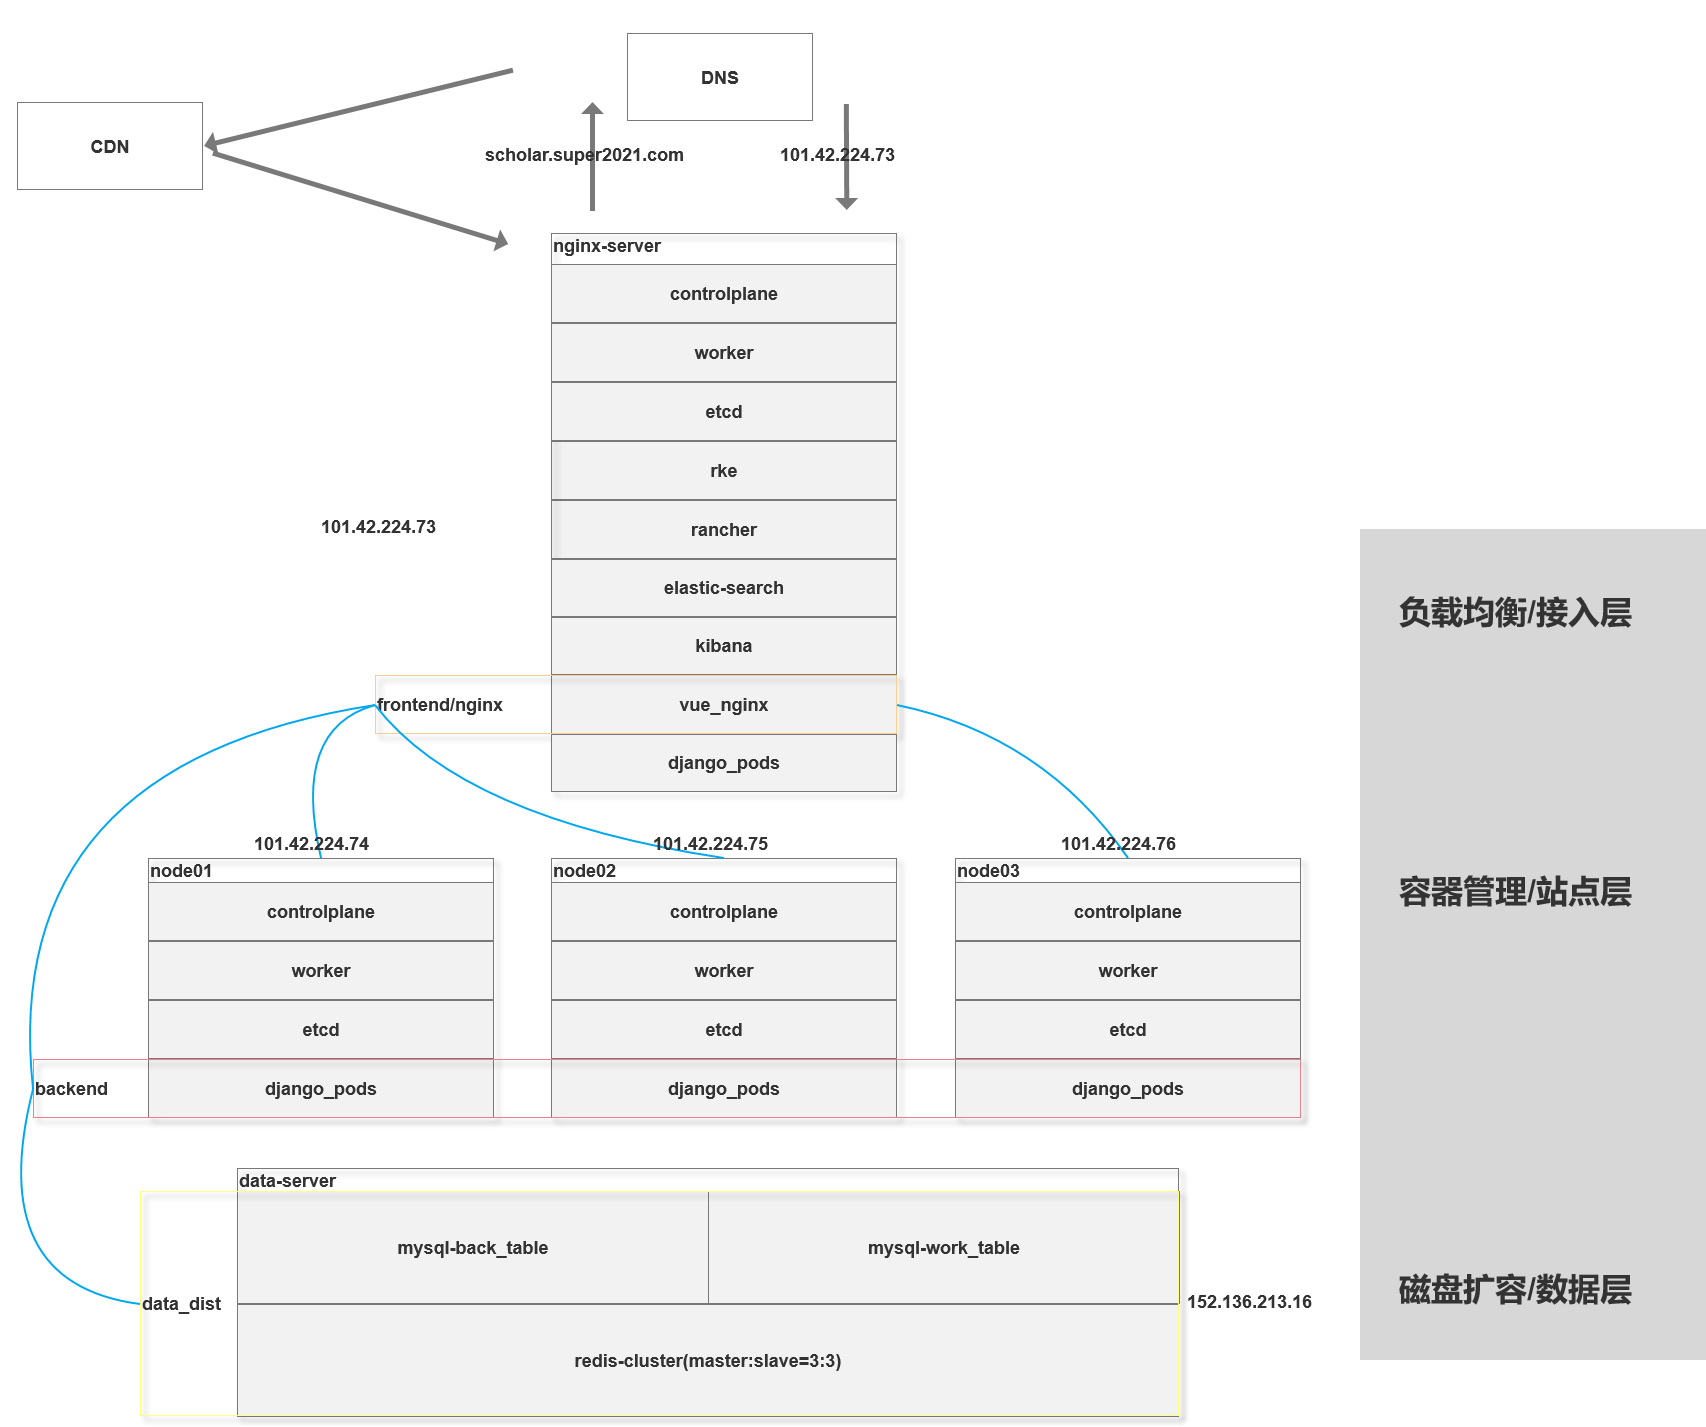 DNS
CDN
scholar.super2021.com
101.42.224.73
nginx-server
controlplane
worker
etcd
rke
101.42.224.73
rancher
elastic-search
kibana
frontend/nginx
vue_nginx
django_pods
101.42.224.74
101.42.224.75
101.42.224.76
node01
node02
node03
controlplane
controlplane
controlplane
worker
worker
worker
etcd
etcd
etcd
backend
django_pods
django_pods
django_pods
data-server
mysql-back_table
mysql-work_table
data_dist
152.136.213.16
redis-cluster(master:slave=3:3)
负载均衡/接入层
容器管理/站点层
磁盘扩容/数据层